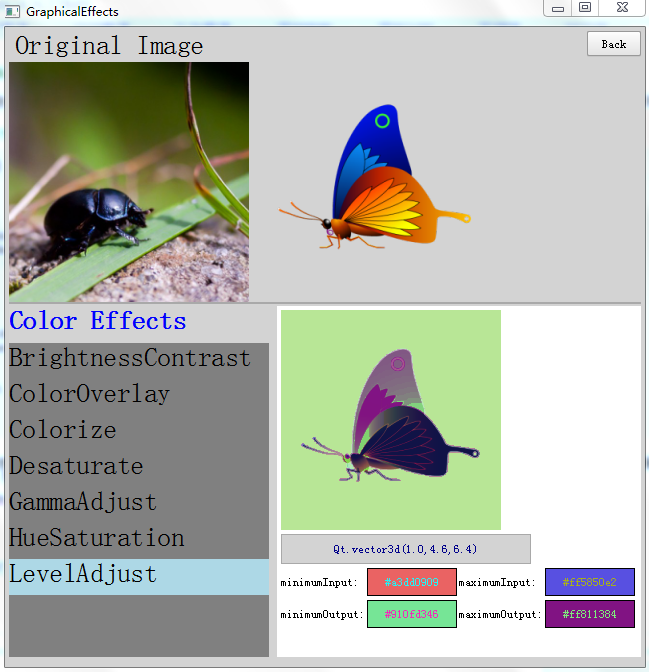 GraphicalEffects
Original Image
Back
Color Effects
BrightnessContrast
ColorOverlay
Colorize
Desaturate
GammaAdjust
HueSaturation
LevelAdjust
Qt.vector3d(1.0,4.6,6.4)
minimumInput: #a3dd0909 maximumInput: #ff5850e2
minimumOutput: #910fd346 maximumOutput: #ff811384